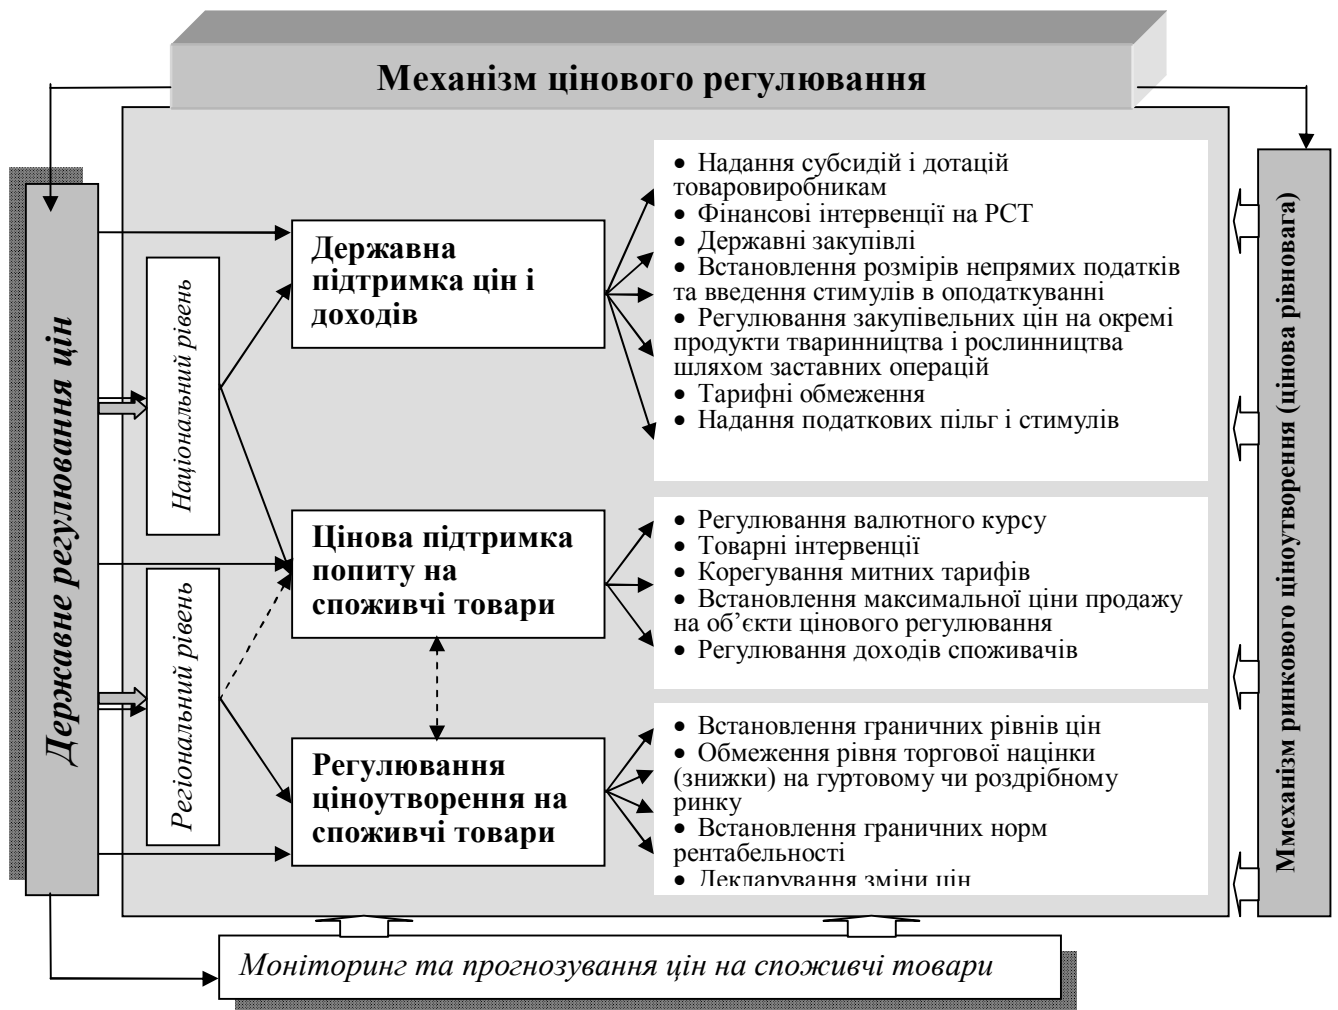 Механізм цінового регулювання
Державне регулювання цін
Національний рівень
Регіональний рівень
Державна
підтримка цін і
доходів
• Надання субсидій і дотацій
товаровиробникам
• Фінансові інтервенції на РСТ
• Державні закупівлі
• Встановлення розмірів непрямих податків
та введення стимулів в оподаткуванні
• Регулювання закупівельних цін на окремі
продукти тваринництва і рослинництва
шляхом заставних операцій
• Тарифні обмеження
• Надання податкових пільг і стимулів
Цінова підтримка
попиту на
споживчі товари
• Регулювання валютного курсу
• Товарні інтервенції
• Корегування митних тарифів
• Встановлення максимальної ціни продажу
на об’єкти цінового регулювання
• Регулювання доходів споживачів
Регулювання
ціноутворення на
споживчі товари
• Встановлення граничних рівнів цін
• Обмеження рівня торгової націнки
(знижки) на гуртовому чи роздрібному
ринку
• Встановлення граничних норм
рентабельності
• Декларування зміни цін
Ммеханізм ринкового ціноутворення (цінова рівновага)
Моніторинг та прогнозування цін на споживчі товари